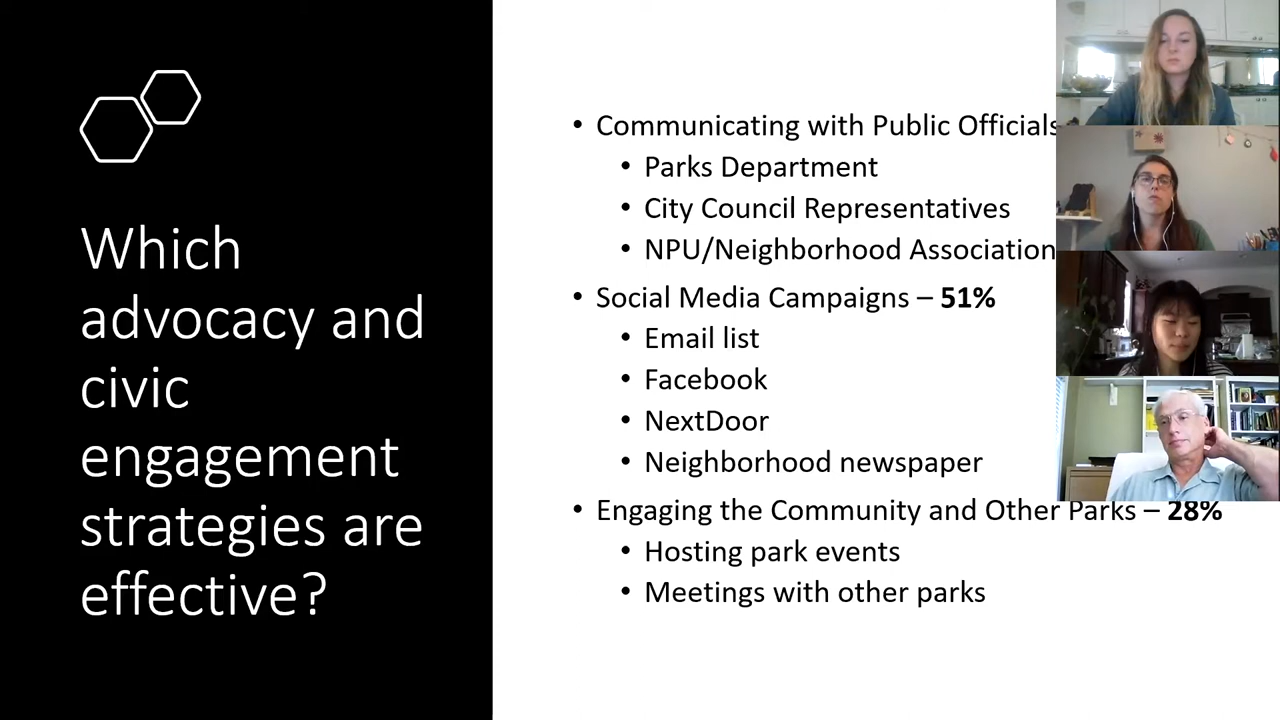 Which
advocacy and
civic
engagement
strategies are
effective?
• Communicating with Public Officials
• Parks Department
• City Council Representatives
• NPU/Neighborhood Association
• Social Media Campaigns – 51%
• Email list
• Facebook
• NextDoor
• Neighborhood newspaper
• Engaging the Community and Other Parks – 28%
• Hosting park events
• Meetings with other parks